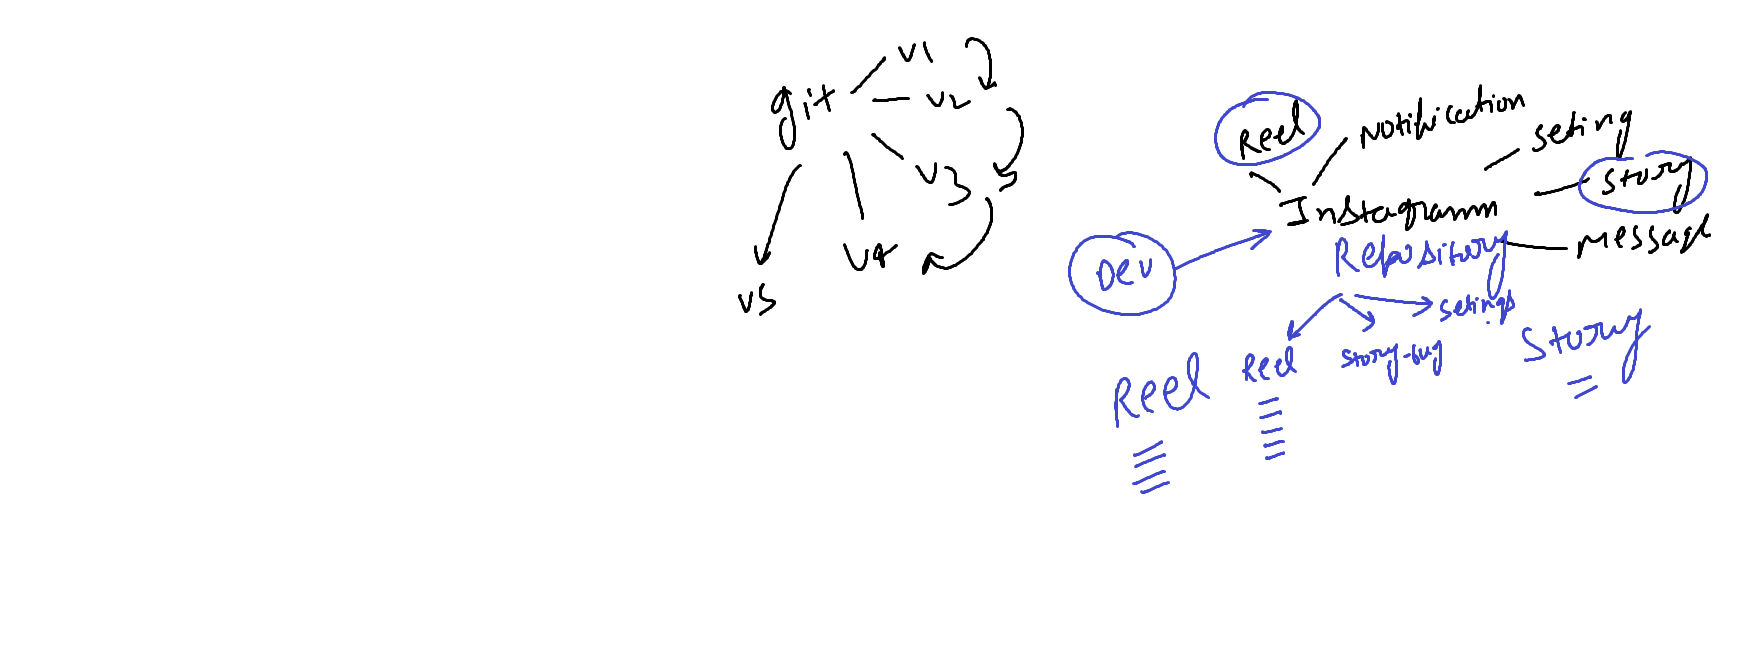 git
v1
v2
v3
v4
v5
Reel
Notification
seting
story
Instagramm
message
Dev
Repository
Reel
story-bug
setings
Reel
Story